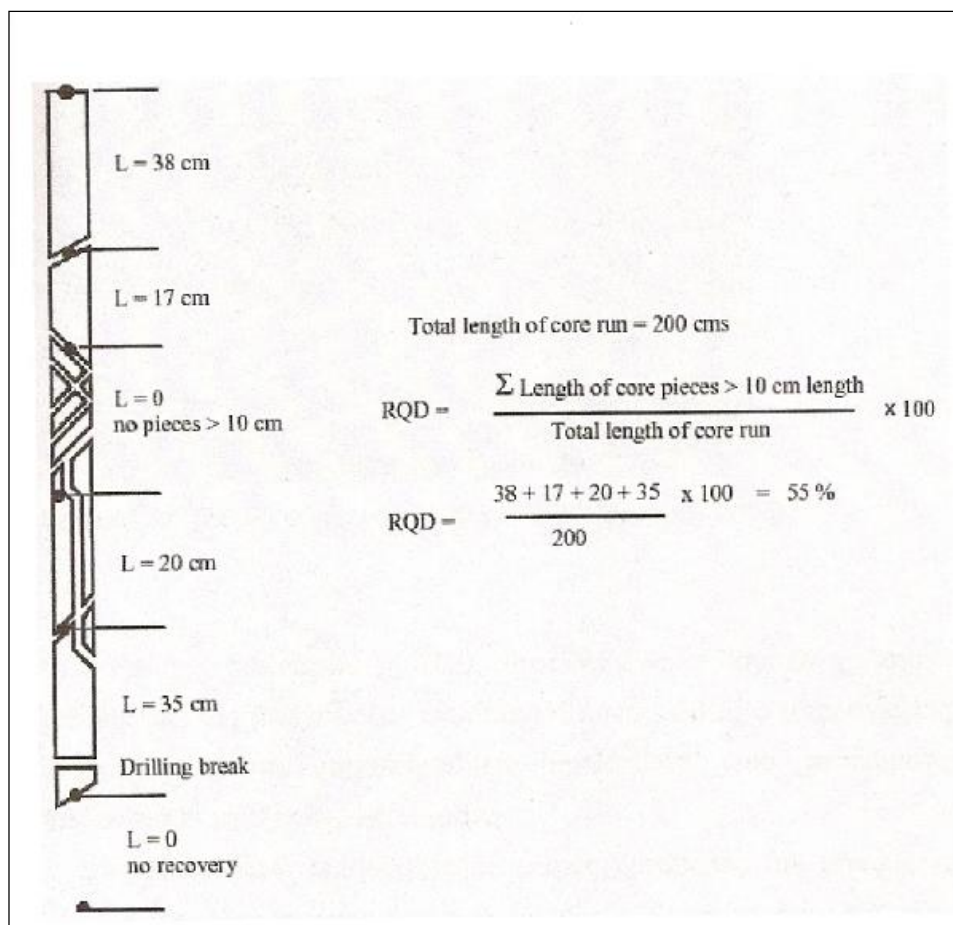 L = 38 cm
L = 17 cm
L = 0
no pieces > 10 cm
L = 20 cm
L = 35 cm
Drilling break
L = 0
no recovery
Total length of core run = 200 cms
RQD = Σ Length of core pieces > 10 cm length x 100
Total length of core run
RQD = 38 + 17 + 20 + 35 x 100 = 55 %
200